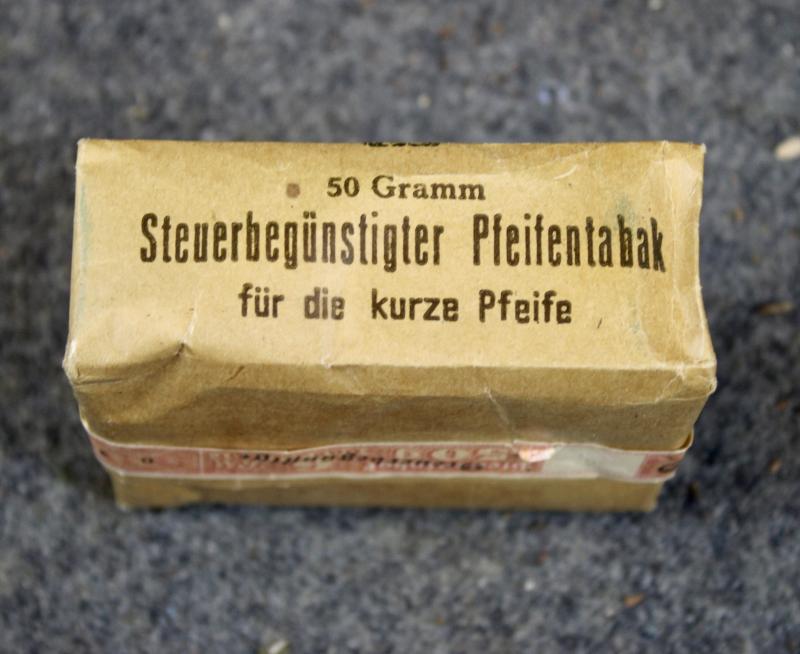 50 Gramm
Steuerbegünstigter Pfeifentabak
für die kurze Pfeife